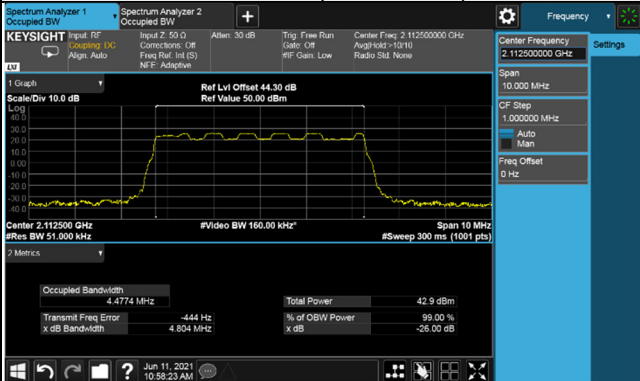 Spectrum Analyzer 1
Occupied BW
Spectrum Analyzer 2
Occupied BW
+
Frequency
KEYSIGHT
LXI
Input: RF
Coupling: DC
Align: Auto
Input Z: 50 Ω
Corrections: Off
Freq Ref: Int (S)
NFE: Adaptive
Atten: 30 dB
Trig: Free Run
Gate: Off
#IF Gain: Low
Center Freq: 2.112500000 GHz
Avg|Hold:>10/10
Radio Std: None
Center Frequency
2.112500000 GHz
Settings
Span
10.000 MHz
CF Step
1.000000 MHz
Auto
Man
Freq Offset
0 Hz
1 Graph
Scale/Div 10.0 dB
Ref Lvl Offset 44.30 dB
Ref Value 50.00 dBm
Log
40.0
30.0
20.0
10.0
0.00
-10.0
-20.0
-30.0
-40.0
Center 2.112500 GHz
#Res BW 51.000 kHz
#Video BW 160.00 kHz*
Span 10 MHz
#Sweep 300 ms (1001 pts)
2 Metrics
Occupied Bandwidth
4.4774 MHz
Total Power 42.9 dBm
Transmit Freq Error -444 Hz
% of OBW Power 99.00 %
x dB Bandwidth 4.804 MHz
x dB -26.00 dB
?
Jun 11, 2021
10:58:23 AM